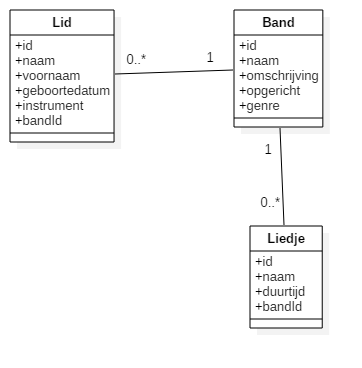 Lid
+id
+naam
+voornaam
+geboortedatum
+instrument
+bandId
0..*
1
Band
+id
+naam
+omschrijving
+opgericht
+genre
1
0..*
Liedje
+id
+naam
+duurtijd
+bandId